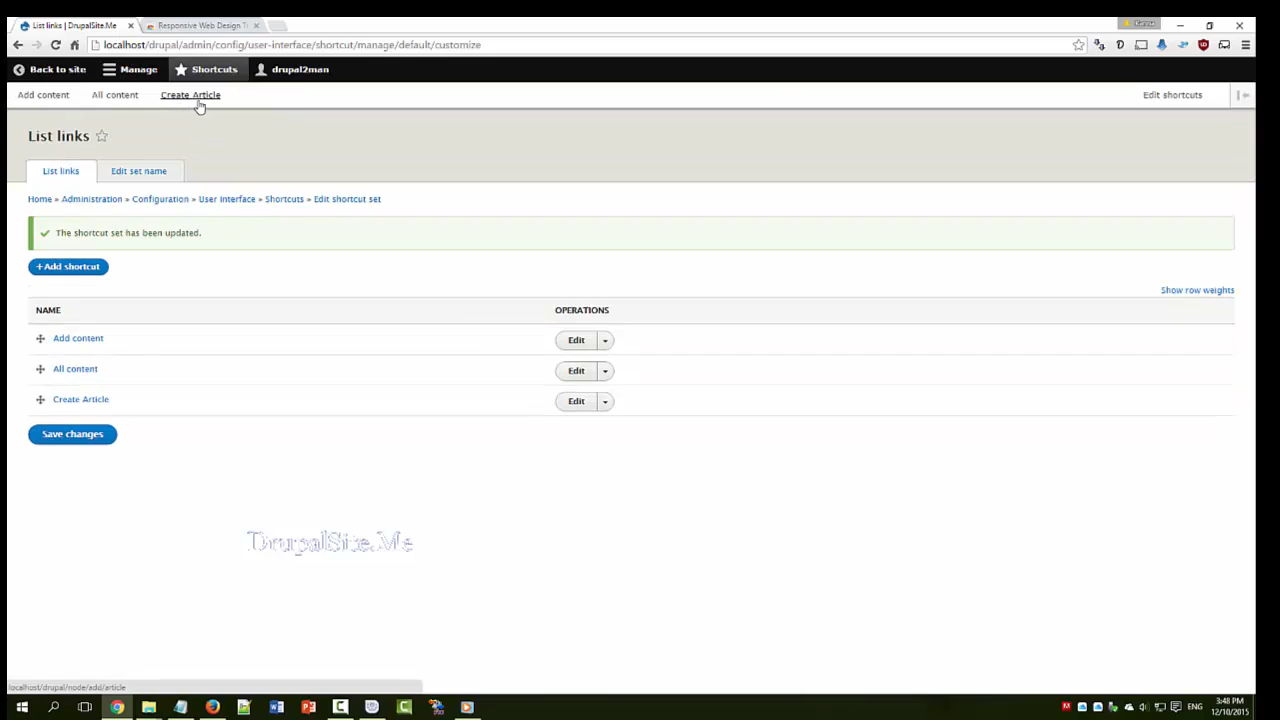 List links | DrupalSite.Me
Responsive Web Design T
localhost/drupal/admin/config/user-interface/shortcut/manage/default/customize
Back to site
Manage
Shortcuts
drupal2man
Add content
All content
Create Article
Edit shortcuts
List links
List links
Edit set name
Home » Administration » Configuration » User interface » Shortcuts » Edit shortcut set
The shortcut set has been updated.
+ Add shortcut
Show row weights
NAME
OPERATIONS
Add content
Edit
All content
Edit
Create Article
Edit
Save changes
DrupalSite.Me
localhost/drupal/node/add/article
ENG
3:48 PM
12/10/2015